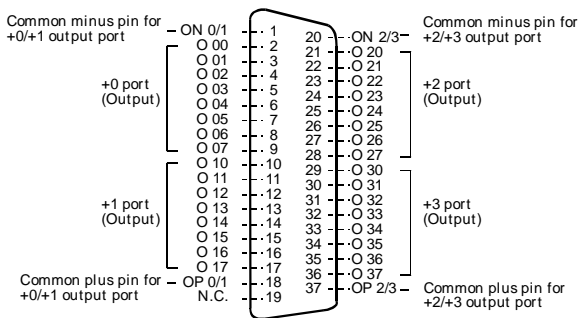 Common minus pin for
+0/+1 output port
ON 0/1 1
O 00 2
O 01 3
O 02 4
O 03 5
O 04 6
O 05 7
O 06 8
O 07 9
O 10 10
O 11 11
O 12 12
O 13 13
O 14 14
O 15 15
O 16 16
O 17 17
OP 0/1 18
N.C. 19
+0 port
(Output)
+1 port
(Output)
Common plus pin for
+0/+1 output port
Common minus pin for
+2/+3 output port
20 ON 2/3
21 O 20
22 O 21
23 O 22
24 O 23
25 O 24
26 O 25
27 O 26
28 O 27
29 O 30
30 O 31
31 O 32
32 O 33
33 O 34
34 O 35
35 O 36
36 O 37
37 OP 2/3
+2 port
(Output)
+3 port
(Output)
Common plus pin for
+2/+3 output port